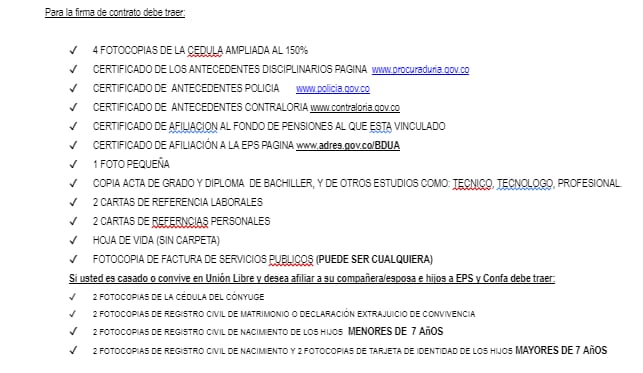 Para la firma de contrato debe traer:
✓ 4 FOTOCOPIAS DE LA CEDULA AMPLIADA AL 150%
✓ CERTIFICADO DE LOS ANTECEDENTES DISCIPLINARIOS PAGINA www.procuraduria.gov.co
✓ CERTIFICADO DE ANTECEDENTES POLICIA www.policia.gov.co
✓ CERTIFICADO DE ANTECEDENTES CONTRALORIA www.contraloria.gov.co
✓ CERTIFICADO DE AFILIACION AL FONDO DE PENSIONES AL QUE ESTA VINCULADO
✓ CERTIFICADO DE AFILIACIÓN A LA EPS PAGINA www.adres.gov.co/BDUA
✓ 1 FOTO PEQUEÑA
✓ COPIA ACTA DE GRADO Y DIPLOMA DE BACHILLER, Y DE OTROS ESTUDIOS COMO: TECNICO, TECNOLOGO, PROFESIONAL.
✓ 2 CARTAS DE REFERENCIA LABORALES
✓ 2 CARTAS DE REFERNCIAS PERSONALES
✓ HOJA DE VIDA (SIN CARPETA)
✓ FOTOCOPIA DE FACTURA DE SERVICIOS PUBLICOS (PUEDE SER CUALQUIERA)
Si usted es casado o convive en Unión Libre y desea afiliar a su compañera/esposa e hijos a EPS y Confa debe traer:
✓ 2 FOTOCOPIAS DE LA CÉDULA DEL CÓNYUGE
✓ 2 FOTOCOPIAS DE REGISTRO CIVIL DE MATRIMONIO O DECLARACIÓN EXTRAJUICIO DE CONVIVENCIA
✓ 2 FOTOCOPIAS DE REGISTRO CIVIL DE NACIMIENTO DE LOS HIJOS MENORES DE 7 AñOS
✓ 2 FOTOCOPIAS DE REGISTRO CIVIL DE NACIMIENTO Y 2 FOTOCOPIAS DE TARJETA DE IDENTIDAD DE LOS HIJOS MAYORES DE 7 AñOS